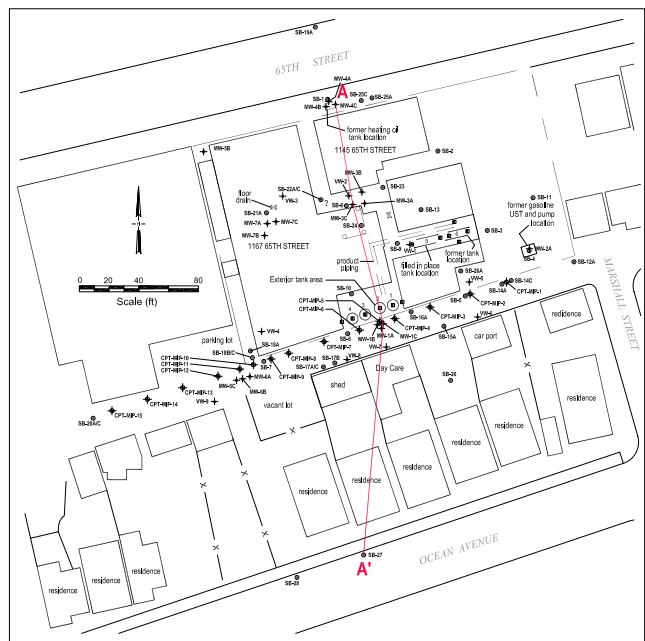 SB-19A
65TH STREET
MW-4A
SB-1
A
SB-25C
SB-25A
MW-4B
MW-4C
former heating oil
tank location
MW-5B
1145 65TH STREET
SB-2
MW-3B
VW-2
SB-23
SB-22A/C
VW-3
floor
drain
SB-11
former gasoline
UST and pump
location
MW-3A
MW-3C
SB-13
SB-21A
MW-7A
MW-7C
SB-24
MW-7B
SB-3
1167 65TH STREET
MW-2A
SB-4
product
piping
filled in place
tank location
former tank
location
SB-12A
SB-26A
VW-5
SB-14C
SB-14A
CPT-MIP-1
Exterior tank area
SB-10
CPT-MIP-2
MARSHALL STREET
0
40
80
Scale (ft)
CPT-MIP-5
CPT-MIP-6
SB-16A
CPT-MIP-3
CPT-MIP-4
VW-4
MW-1B
MW-1A
MW-1C
SB-15A
car port
residence
parking lot
CPT-MIP-7
VW-7
SB-18A
SB-18B/C
CPT-MIP-8
SB-17B
VW-8
Day Care
CPT-MIP-10
CPT-MIP-11
CPT-MIP-12
SB-7
SB-17A/C
CPT-MIP-9
MW-6A
MW-6C
MW-6B
CPT-MIP-13
shed
SB-26
CPT-MIP-14
VW-9
vacant lot
CPT-MIP-15
SB-20A/C
residence
residence
residence
residence
residence
residence
residence
SB-27
A'
OCEAN AVENUE
SB-28
residence
residence
residence
residence